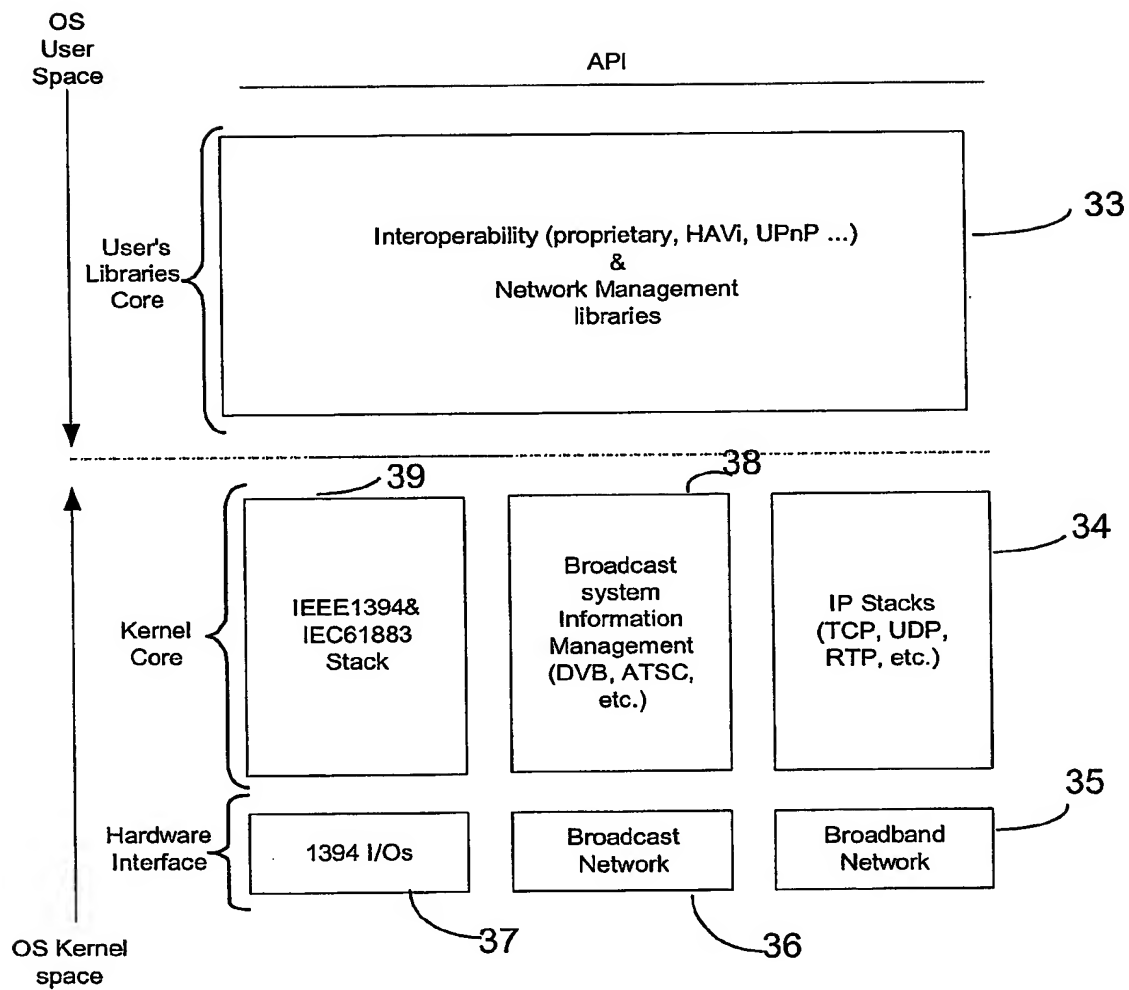 OS
User
Space
API
User's
Libraries
Core
Interoperability (proprietary, HAVi, UPnP ...)
&
Network Management
libraries
33
39
38
34
Kernel
Core
IEEE1394&
IEC61883
Stack
Broadcast
system
Information
Management
(DVB, ATSC,
etc.)
IP Stacks
(TCP, UDP,
RTP, etc.)
35
Hardware
Interface
1394 I/Os
Broadcast
Network
Broadband
Network
37
36
OS Kernel
space